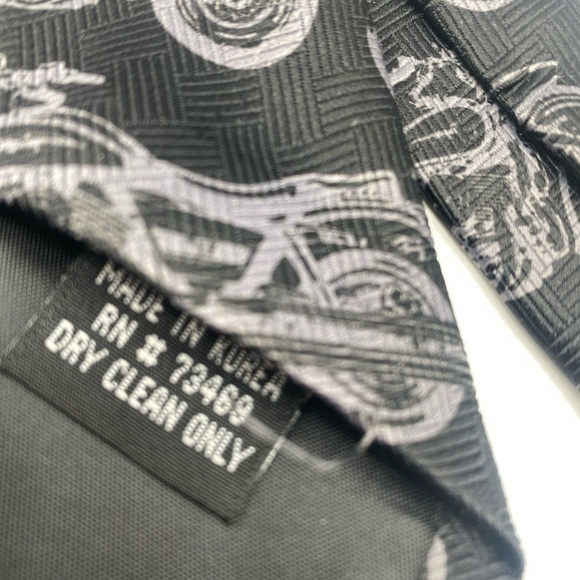 MADE IN KOREA
RN # 73469
DRY CLEAN ONLY